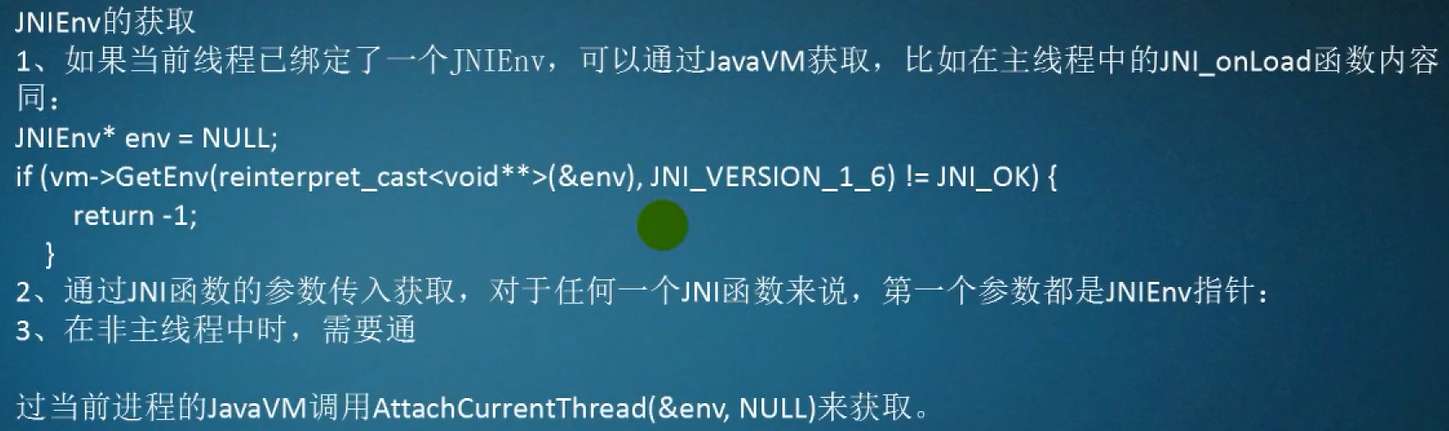 JNIEnv的获取
1、如果当前线程已绑定了一个JNIEnv，可以通过JavaVM获取，比如在主线程中的JNI_onLoad函数内容
同：
JNIEnv* env = NULL;
if (vm->GetEnv(reinterpret_cast<void**>(&env), JNI_VERSION_1_6) != JNI_OK) {
return -1;
}
2、通过JNI函数的参数传入获取，对于任何一个JNI函数来说，第一个参数都是JNIEnv指针：
3、在非主线程中时，需要通
过当前进程的JavaVM调用AttachCurrentThread(&env, NULL)来获取。